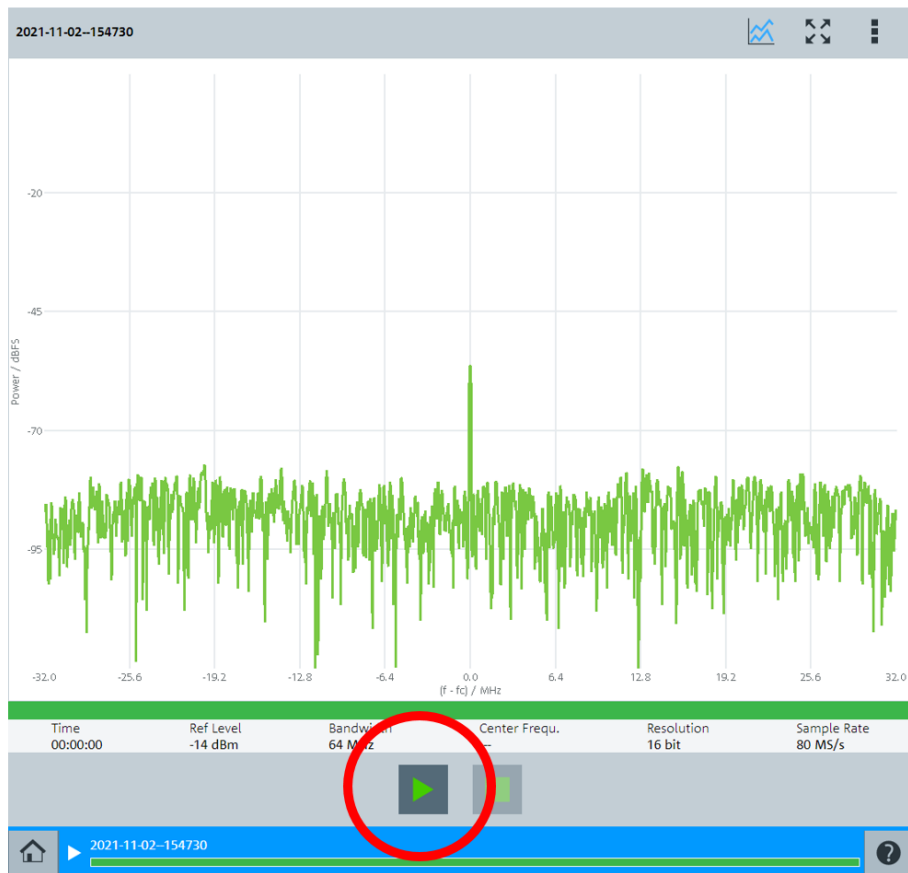 2021-11-02--154730
-20
-45
Power / dBFS
-70
-95
-32.0 -25.6 -19.2 -12.8 -6.4 0.0 6.4 12.8 19.2 25.6 32.0
(f - fc) / MHz
Time Ref Level Bandwidth Center Frequ. Resolution Sample Rate
00:00:00 -14 dBm 64 MHz -- 16 bit 80 MS/s
2021-11-02--154730
?